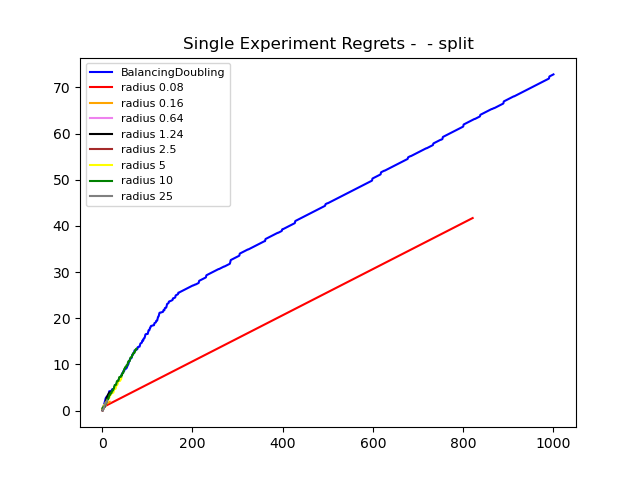 Single Experiment Regrets -  - split
BalancingDoubling
radius 0.08
radius 0.16
radius 0.64
radius 1.24
radius 2.5
radius 5
radius 10
radius 25
70
60
50
40
30
20
10
0
0 200 400 600 800 1000